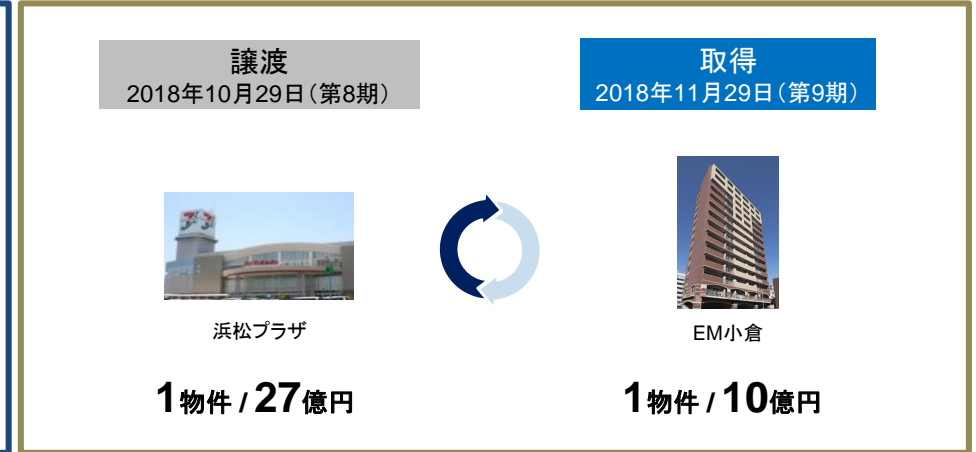 譲渡
2018年10月29日（第8期）
浜松プラザ
1物件 / 27億円
取得
2018年11月29日（第9期）
EM小倉
1物件 / 10億円